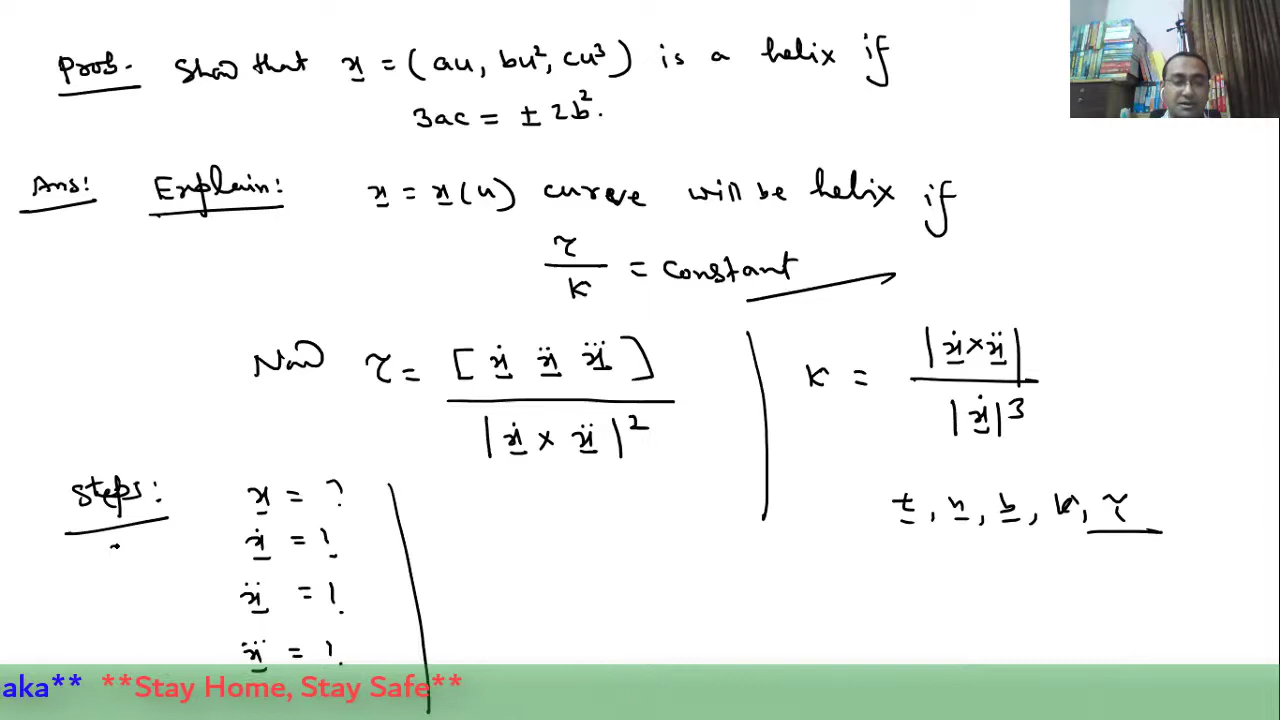 Prob. Show that x = (au, bu², cu³) is a helix if
3ac = ± 2b².
Ans: Explain: x = x(u) curve will be helix if
τ/κ = constant
Now τ = [ẋ ẍ x⃛] / |ẋ × ẍ|² κ = |ẋ×ẍ| / |ẋ|³
Steps: x = ?
ẋ = ?
ẍ = ?
x⃛ = ?
t, n, b, κ, τ
aka** **Stay Home, Stay Safe**